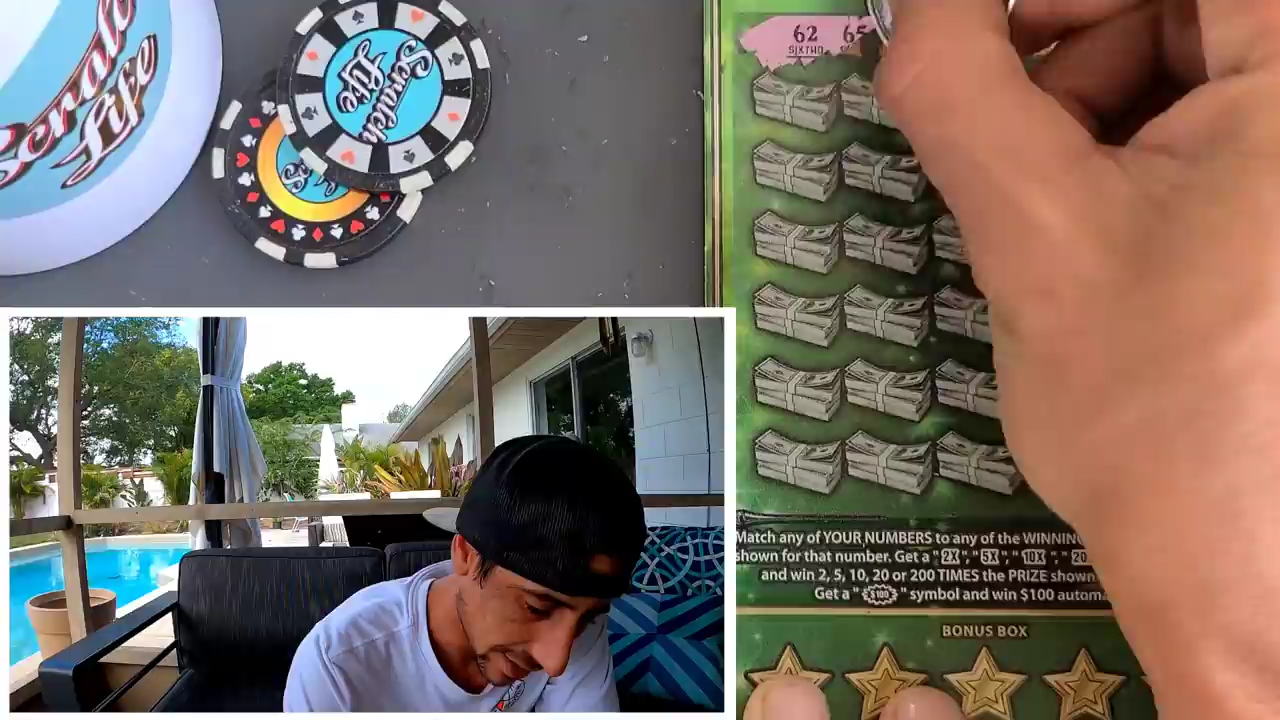 Scratch
Life
Scratch
Life
62 65
SIXTWO
Match any of YOUR NUMBERS to any of the WINNING
shown for that number. Get a "2X", "5X", "10X", "20
and win 2, 5, 10, 20 or 200 TIMES the PRIZE shown
Get a "$100" symbol and win $100
BONUS BOX